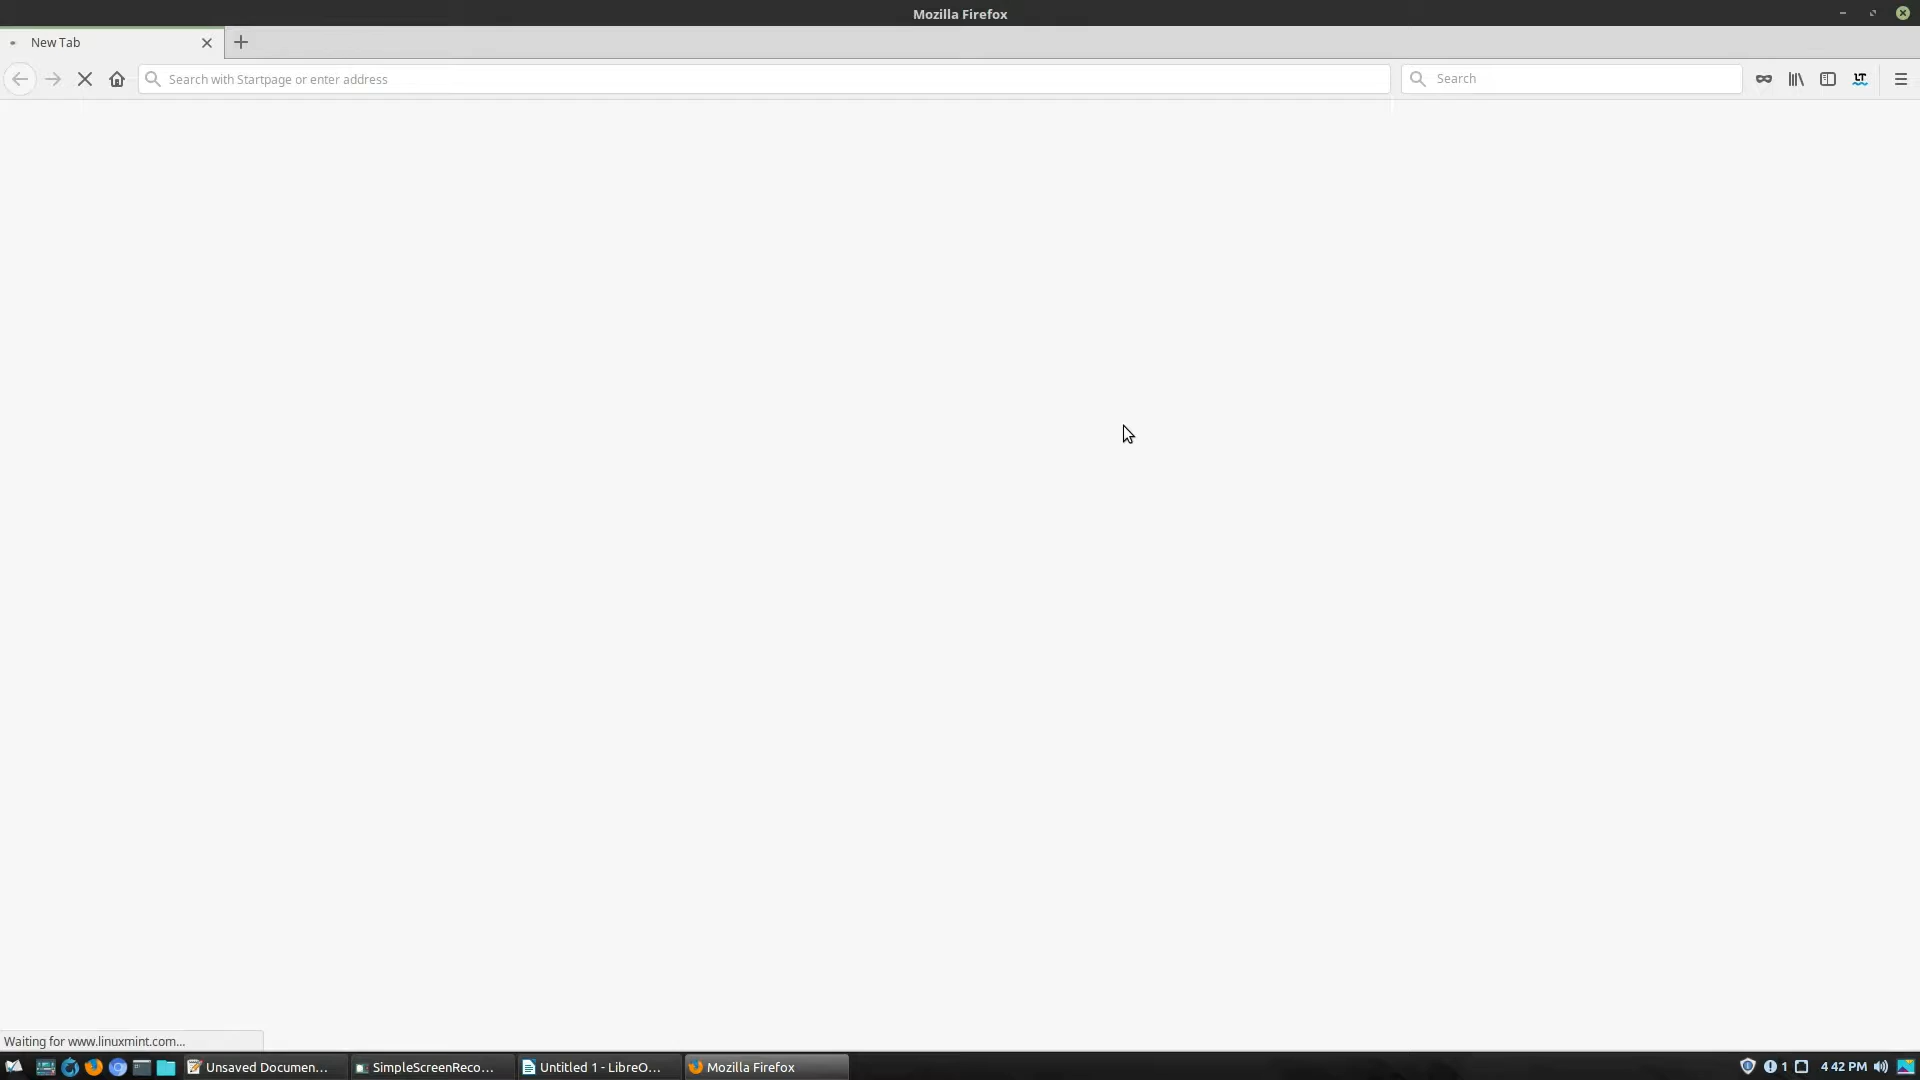 Mozilla Firefox
New Tab
Search with Startpage or enter address
Search
LT
Waiting for www.linuxmint.com...
Unsaved Documen...
SimpleScreenReco...
Untitled 1 - LibreO...
Mozilla Firefox
1
4:42 PM